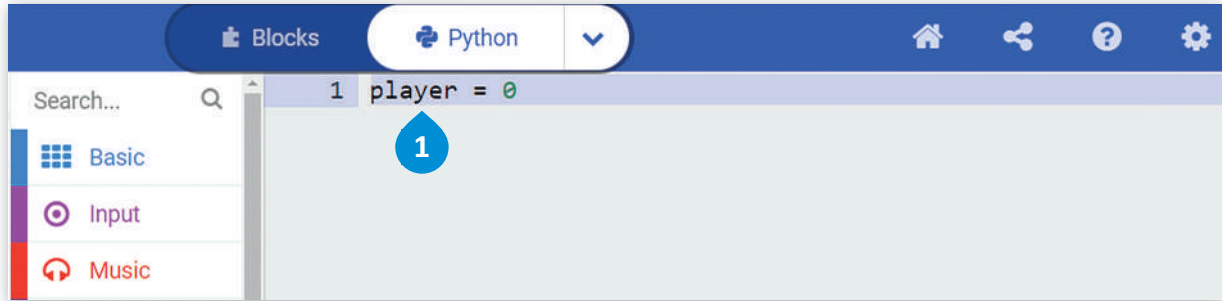 Blocks Python
Search...
1 player = 0
1
Basic
Input
Music